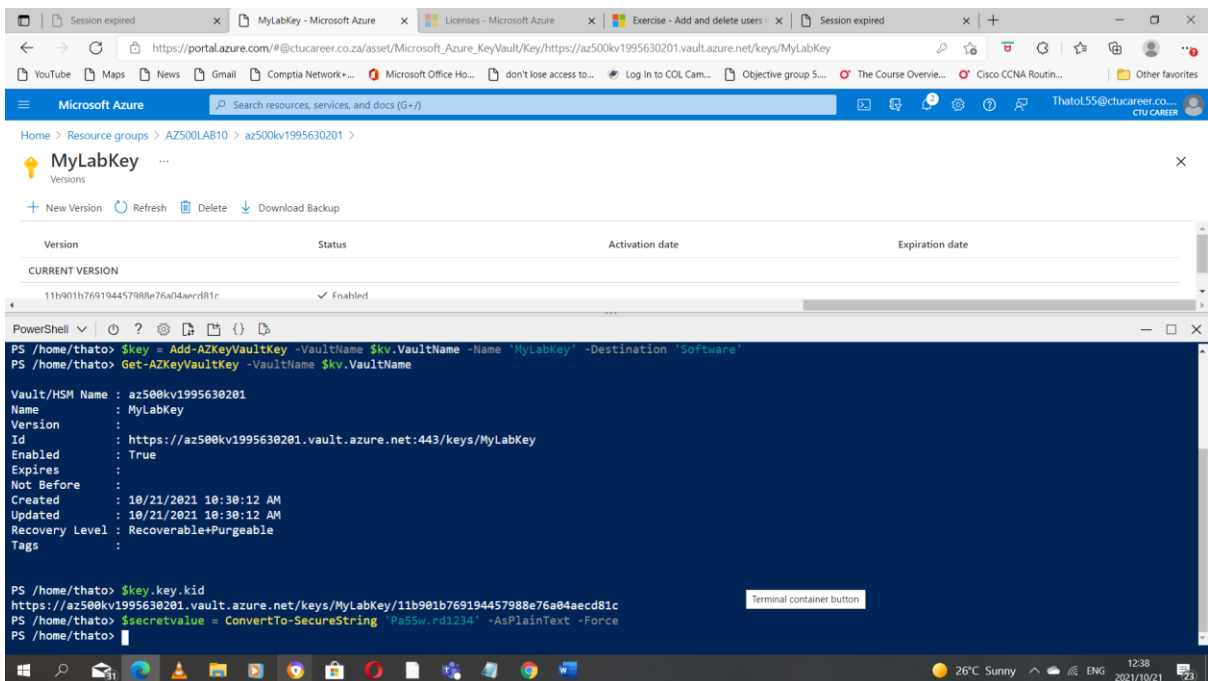 Session expired
MyLabKey - Microsoft Azure
Licenses - Microsoft Azure
Exercise - Add and delete users i
Session expired
https://portal.azure.com/#@ctucareer.co.za/asset/Microsoft_Azure_KeyVault/Key/https://az500kv1995630201.vault.azure.net/keys/MyLabKey
YouTube Maps News Gmail Comptia Network+... Microsoft Office Ho... don't lose access to... Log In to COL Cam... Objective group 5.... The Course Overvie... Cisco CCNA Routin... Other favorites
Microsoft Azure
Search resources, services, and docs (G+/)
2
ThatoL55@ctucareer.co....
CTU CAREER
Home > Resource groups > AZ500LAB10 > az500kv1995630201 >
MyLabKey ...
Versions
New Version Refresh Delete Download Backup
Version Status Activation date Expiration date
CURRENT VERSION
11b901b769194457988e76a04aecd81c ✓ Enabled
PowerShell
PS /home/thato> $key = Add-AZKeyVaultKey -VaultName $kv.VaultName -Name 'MyLabKey' -Destination 'Software'
PS /home/thato> Get-AZKeyVaultKey -VaultName $kv.VaultName
Vault/HSM Name : az500kv1995630201
Name : MyLabKey
Version :
Id : https://az500kv1995630201.vault.azure.net:443/keys/MyLabKey
Enabled : True
Expires :
Not Before :
Created : 10/21/2021 10:30:12 AM
Updated : 10/21/2021 10:30:12 AM
Recovery Level : Recoverable+Purgeable
Tags :
PS /home/thato> $key.key.kid
https://az500kv1995630201.vault.azure.net/keys/MyLabKey/11b901b769194457988e76a04aecd81c
Terminal container button
PS /home/thato> $secretvalue = ConvertTo-SecureString 'Pa55w.rd1234' -AsPlainText -Force
PS /home/thato>
31
26°C Sunny
ENG
12:38
2021/10/21
23